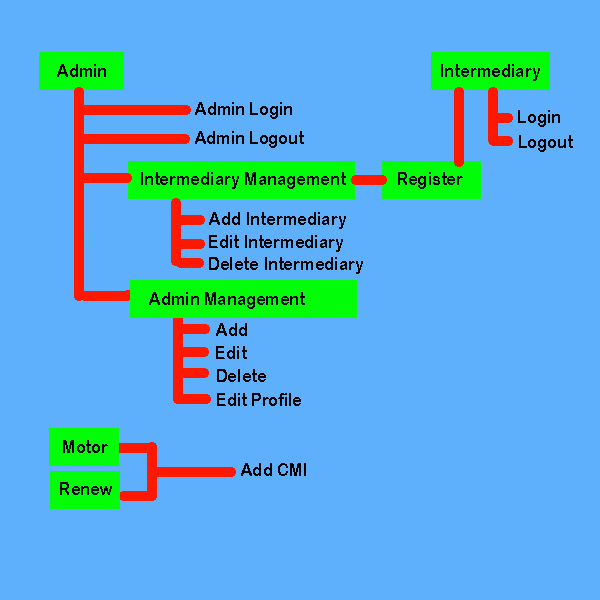 Admin
Intermediary
Admin Login
Login
Admin Logout
Logout
Intermediary Management
Register
Add Intermediary
Edit Intermediary
Delete Intermediary
Admin Management
Add
Edit
Delete
Edit Profile
Motor
Add CMI
Renew